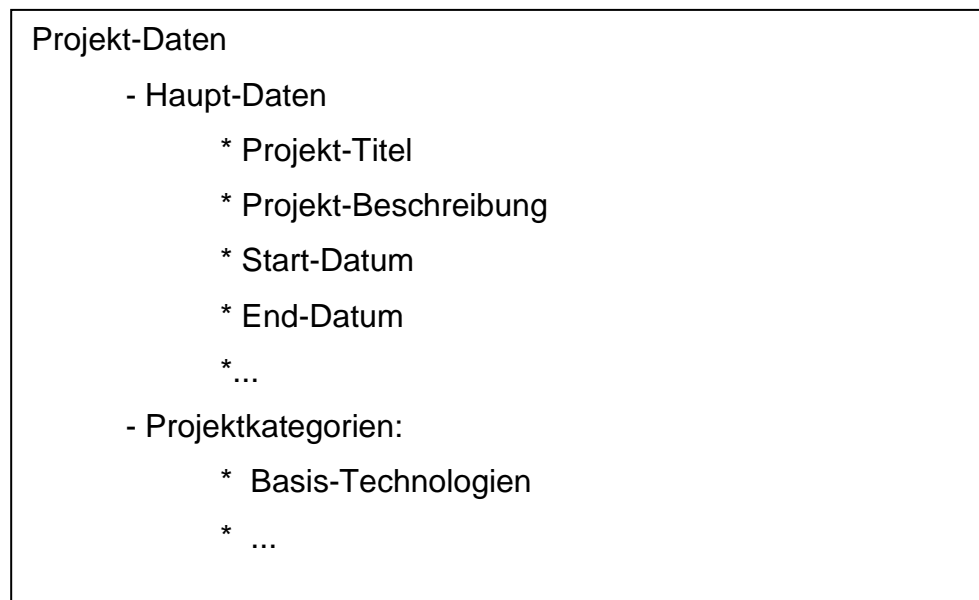 Projekt-Daten
- Haupt-Daten
* Projekt-Titel
* Projekt-Beschreibung
* Start-Datum
* End-Datum
*...
- Projektkategorien:
*  Basis-Technologien
*  ...